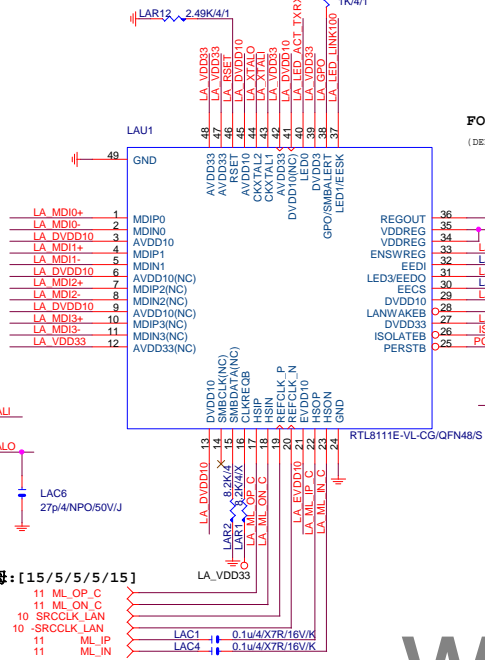 1K/4/1
LAR12 2.49K/4/1
LA_VDD33
LA_VDD33
LA_RSET
LA_DVDD10
LA_XTALO
LA_XTALI
LA_VDD33
LA_DVDD10
LA_LED_ACT_TXRX
LA_VDD33
LA_GPO
LA_LED_LINK100
48 47 46 45 44 43 42 41 40 39 38 37
LAU1
FO
(DE
49 GND
AVDD33
AVDD33
RSET
AVDD10
CKXTAL2
CKXTAL1
AVDD33
DVDD10(NC)
LED0
DVDD3
GPO/SMBALERT
LED1/EESK
LA_MDI0+ 1 MDIP0
LA_MDI0- 2 MDIN0
LA_DVDD10 3 AVDD10
LA_MDI1+ 4 MDIP1
LA_MDI1- 5 MDIN1
LA_DVDD10 6 AVDD10(NC)
LA_MDI2+ 7 MDIP2(NC)
LA_MDI2- 8 MDIN2(NC)
LA_DVDD10 9 AVDD10(NC)
LA_MDI3+ 10 MDIP3(NC)
LA_MDI3- 11 MDIN3(NC)
LA_VDD33 12 AVDD33(NC)
REGOUT 36
VDDREG 35
VDDREG 34
ENSWREG 33
EEDI 32
LED3/EEDO 31
EECS 30
DVDD10 29
LANWAKEB 28
DVDD33 27
ISOLATEB 26
PERSTB 25
DVDD10
SMBCLK(NC)
SMBDATA(NC)
CLKREQB
HSIP
HSIN
REFCLK_P
REFCLK_N
EVDD10
HSOP
HSON
GND
RTL8111E-VL-CG/QFN48/S
13 14 15 16 17 18 19 20 21 22 23 24
LA_DVDD10
8.2K/4
8.2K/4/X
LAR2
LAR1
LA_ML_OP_C
LA_ML_ON_C
LA_EVDD10
LA_ML_IP_C
LA_ML_IN_C
LA_VDD33
ALI
ALO
LAC6
27p/4/NPO/50V/J
:[15/5/5/5/15]
11 ML_OP_C
11 ML_ON_C
10 SRCCLK_LAN
10 -SRCCLK_LAN
11 ML_IP LAC1 0.1u/4/X7R/16V/K
11 ML_IN LAC4 0.1u/4/X7R/16V/K
W